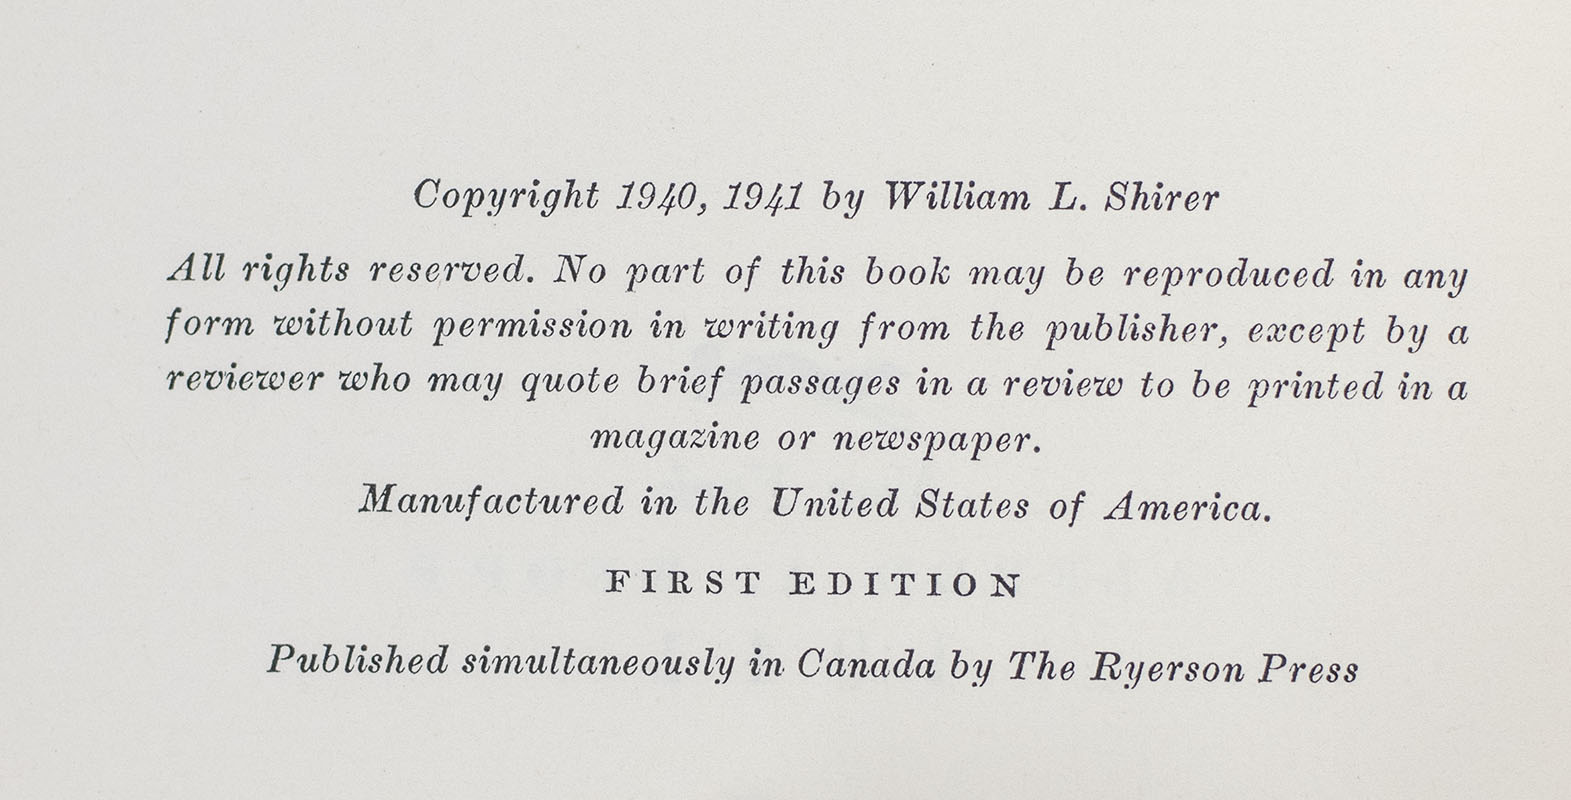 Copyright 1940, 1941 by William L. Shirer
All rights reserved. No part of this book may be reproduced in any
form without permission in writing from the publisher, except by a
reviewer who may quote brief passages in a review to be printed in a
magazine or newspaper.
Manufactured in the United States of America.
FIRST EDITION
Published simultaneously in Canada by The Ryerson Press